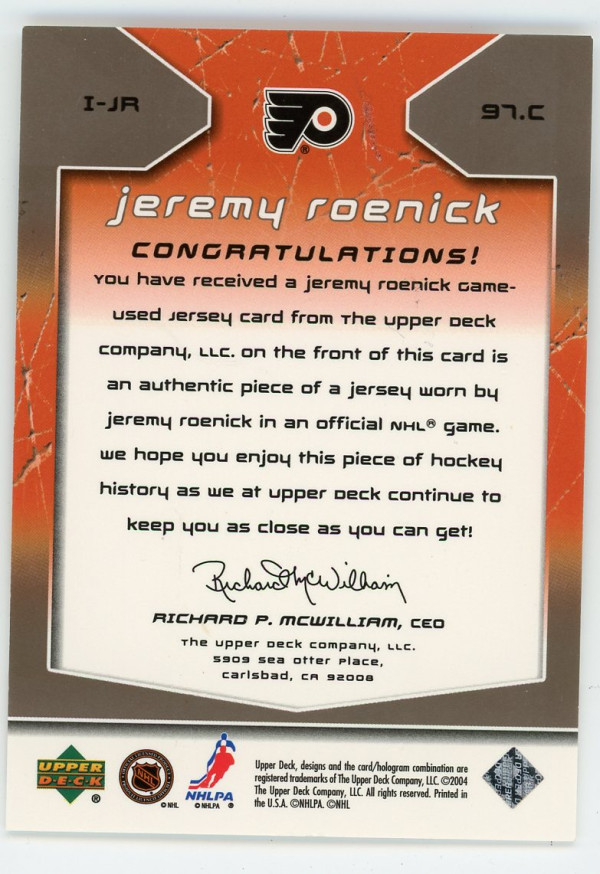 I-JR
97.C
jeremy roenick
CONGRATULATIONS!
You have received a jeremy roenick Game-
used Jersey card from The Upper Deck
Company, LLC. On the front of this card is
an authentic piece of a jersey worn by
jeremy roenick in an official NHL® game.
We hope you enjoy this piece of hockey
history as we at Upper Deck continue to
keep you as close as you can get!
Richard P McWilliam
RICHARD P. MCWILLIAM, CEO
The Upper Deck Company, LLC.
5909 Sea Otter Place,
Carlsbad, CA 92008
UPPER
DECK
®
NHL
© NHL
NHLPA
© NHLPA
Upper Deck, designs and the card/hologram combination are
registered trademarks of The Upper Deck Company, LLC. ©2004
The Upper Deck Company, LLC. All rights reserved. Printed in
the U.S.A. ©NHLPA. ©NHL